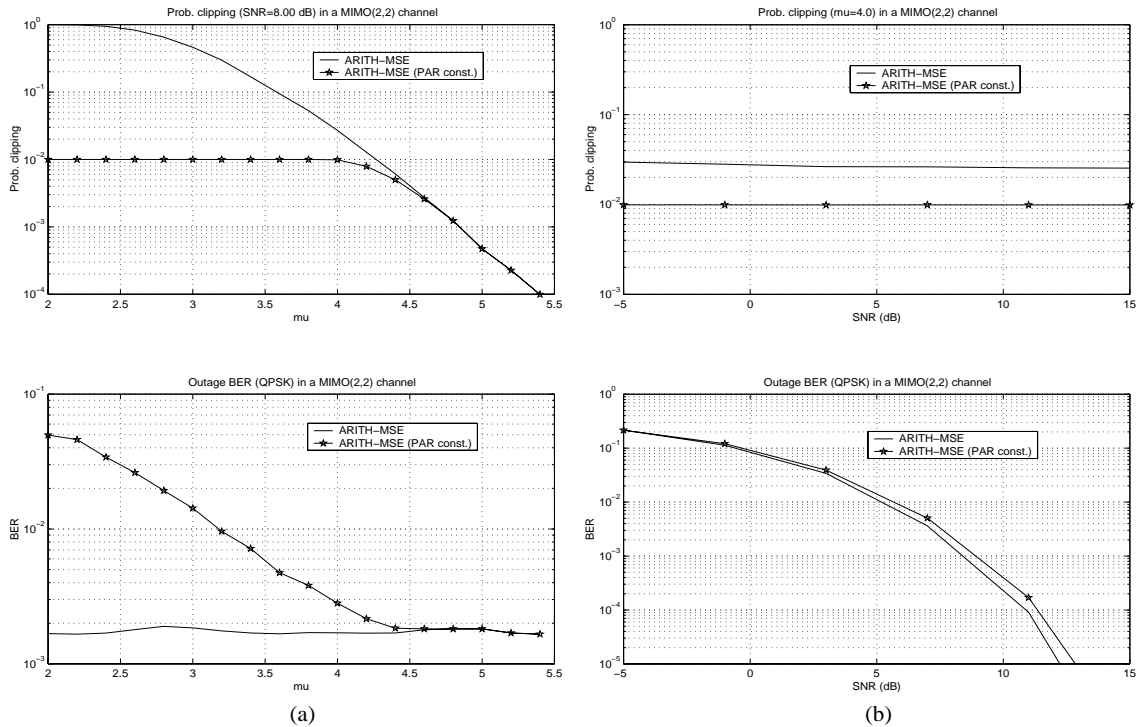 Prob. clipping (SNR=8.00 dB) in a MIMO(2,2) channel
10^0
10^−1
10^−2
10^−3
10^−4
Prob. clipping
ARITH−MSE
ARITH−MSE (PAR const.)
2 2.5 3 3.5 4 4.5 5 5.5
mu
Prob. clipping (mu=4.0) in a MIMO(2,2) channel
10^0
10^−1
10^−2
10^−3
Prob. clipping
ARITH−MSE
ARITH−MSE (PAR const.)
−5 0 5 10 15
SNR (dB)
Outage BER (QPSK) in a MIMO(2,2) channel
10^−1
10^−2
10^−3
BER
ARITH−MSE
ARITH−MSE (PAR const.)
2 2.5 3 3.5 4 4.5 5 5.5
mu
(a)
Outage BER (QPSK) in a MIMO(2,2) channel
10^0
10^−1
10^−2
10^−3
10^−4
10^−5
BER
ARITH−MSE
ARITH−MSE (PAR const.)
−5 0 5 10 15
SNR (dB)
(b)